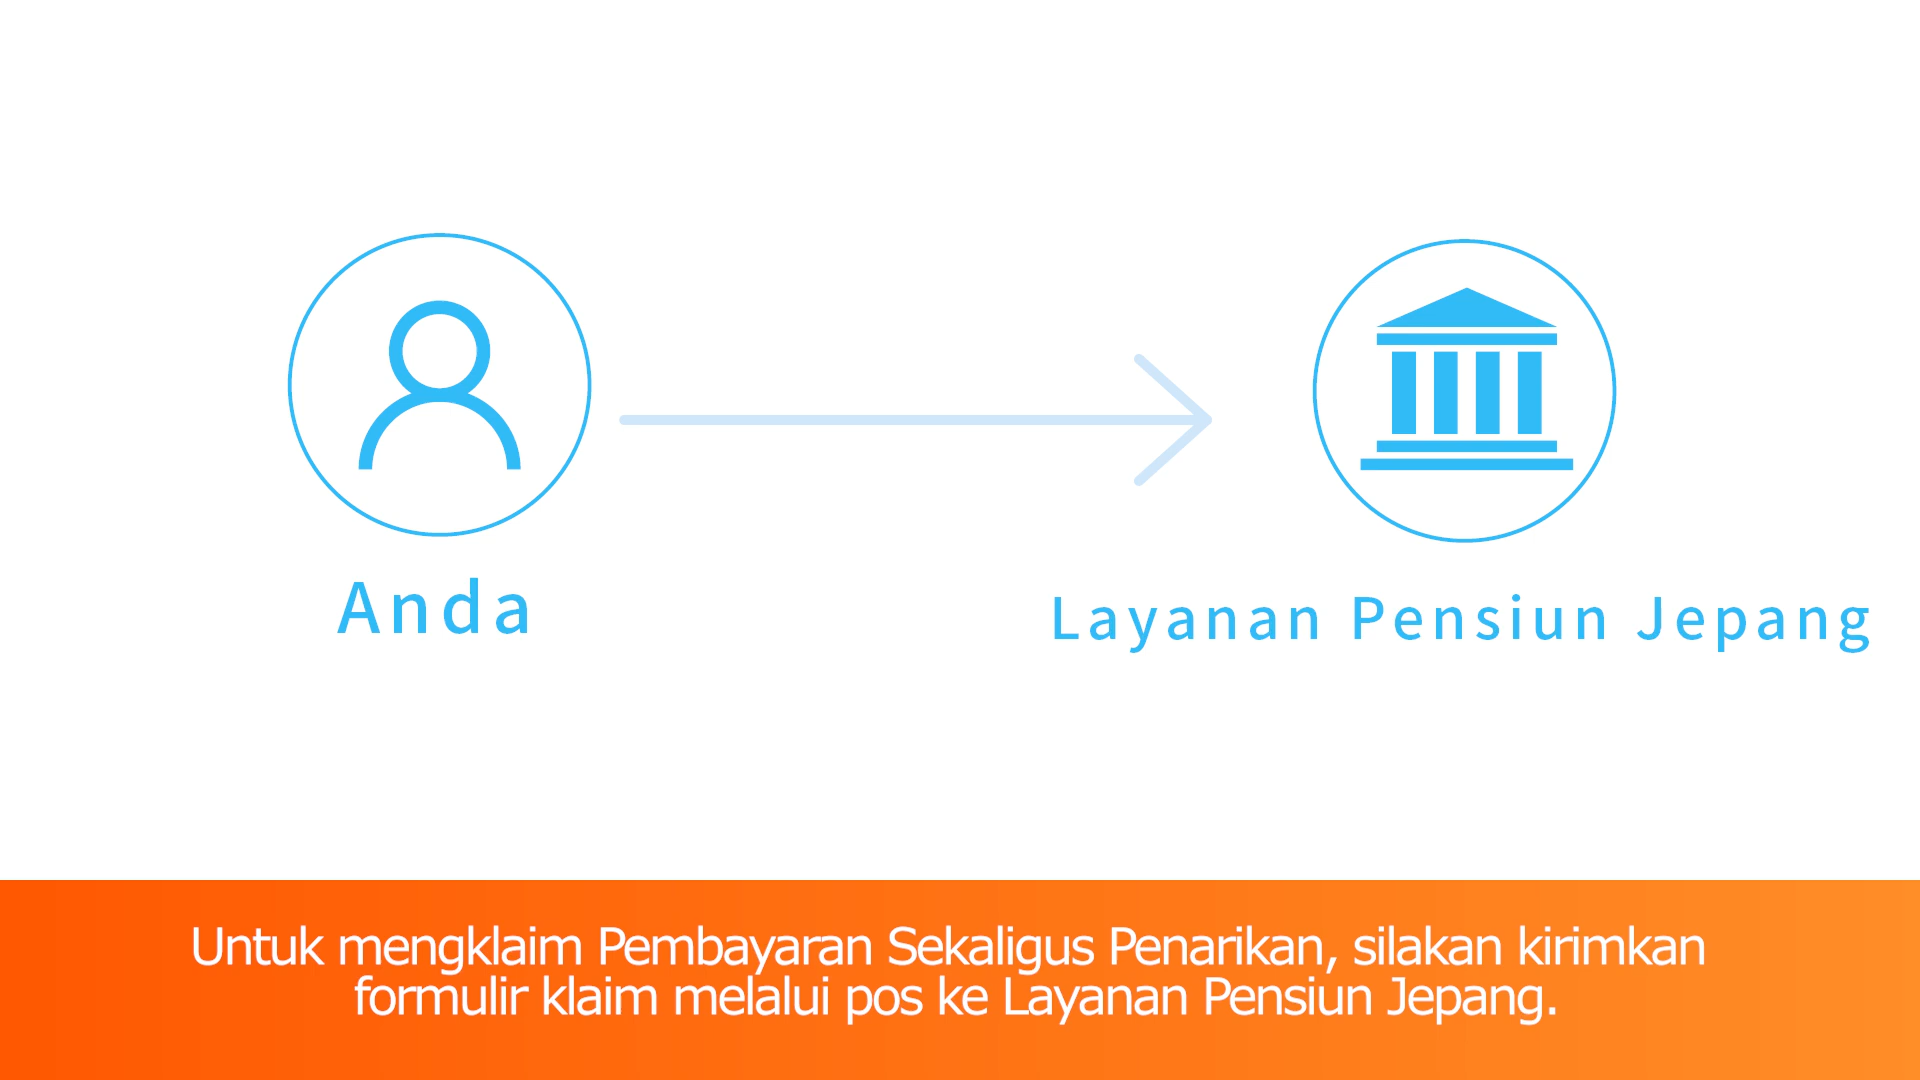 Anda
Layanan Pensiun Jepang
Untuk mengklaim Pembayaran Sekaligus Penarikan, silakan kirimkan
formulir klaim melalui pos ke Layanan Pensiun Jepang.